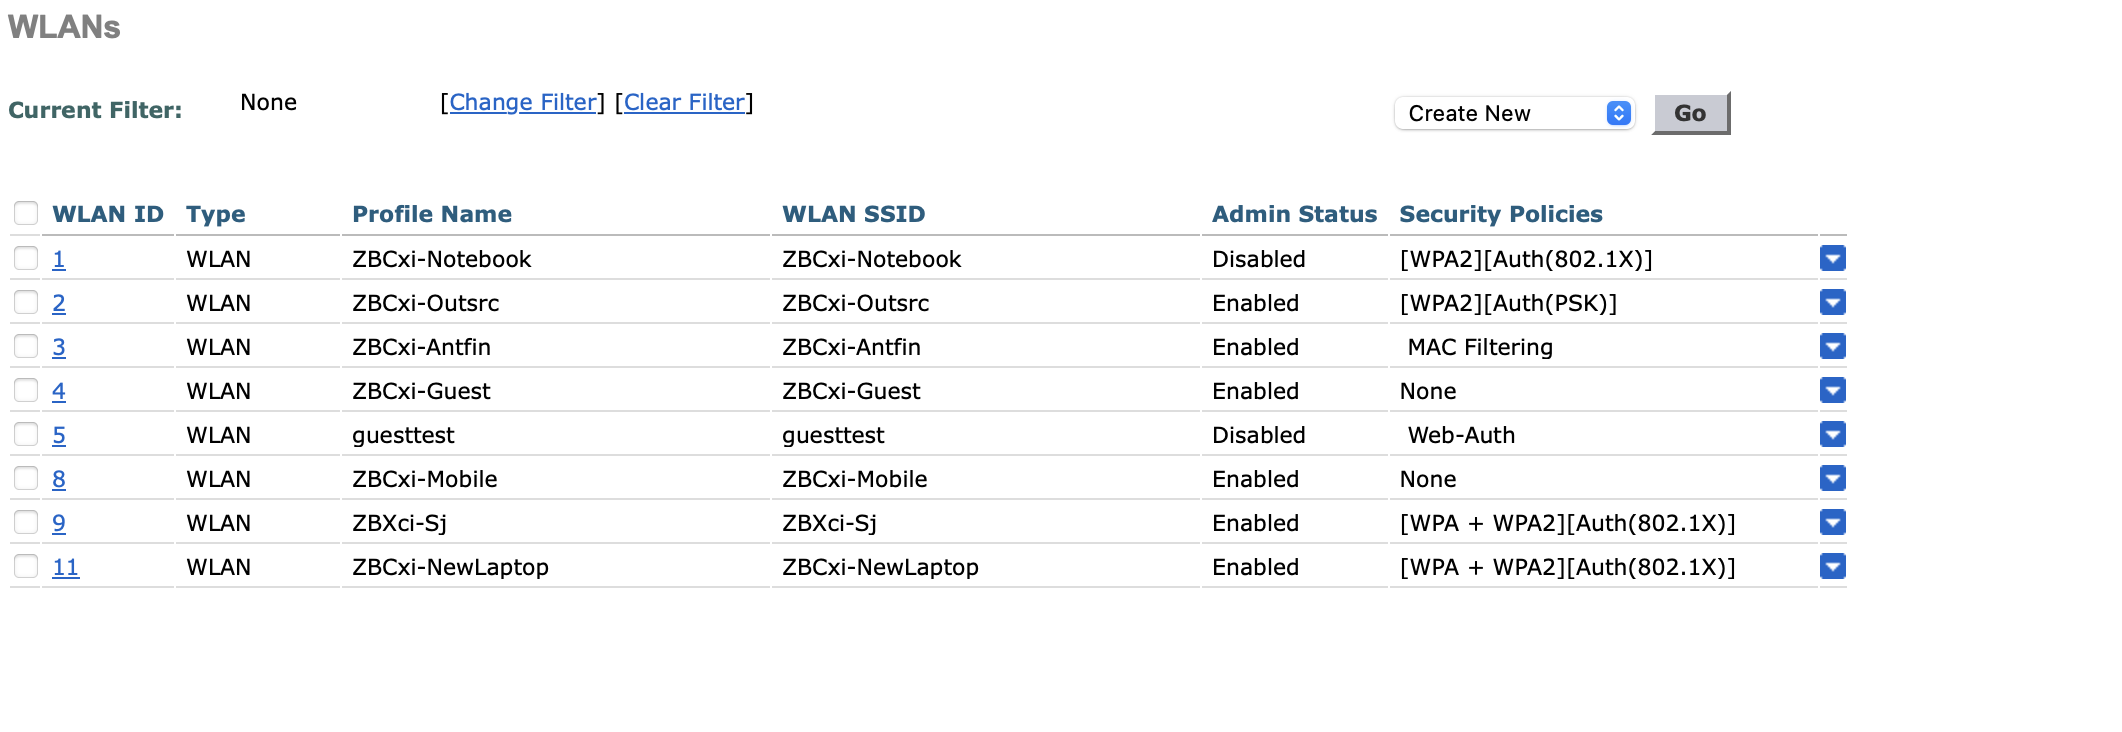 WLANs
Current Filter: None [Change Filter] [Clear Filter] Create New Go
WLAN ID Type Profile Name WLAN SSID Admin Status Security Policies
1 WLAN ZBCxi-Notebook ZBCxi-Notebook Disabled [WPA2][Auth(802.1X)]
2 WLAN ZBCxi-Outsrc ZBCxi-Outsrc Enabled [WPA2][Auth(PSK)]
3 WLAN ZBCxi-Antfin ZBCxi-Antfin Enabled MAC Filtering
4 WLAN ZBCxi-Guest ZBCxi-Guest Enabled None
5 WLAN guesttest guesttest Disabled Web-Auth
8 WLAN ZBCxi-Mobile ZBCxi-Mobile Enabled None
9 WLAN ZBXci-Sj ZBXci-Sj Enabled [WPA + WPA2][Auth(802.1X)]
11 WLAN ZBCxi-NewLaptop ZBCxi-NewLaptop Enabled [WPA + WPA2][Auth(802.1X)]